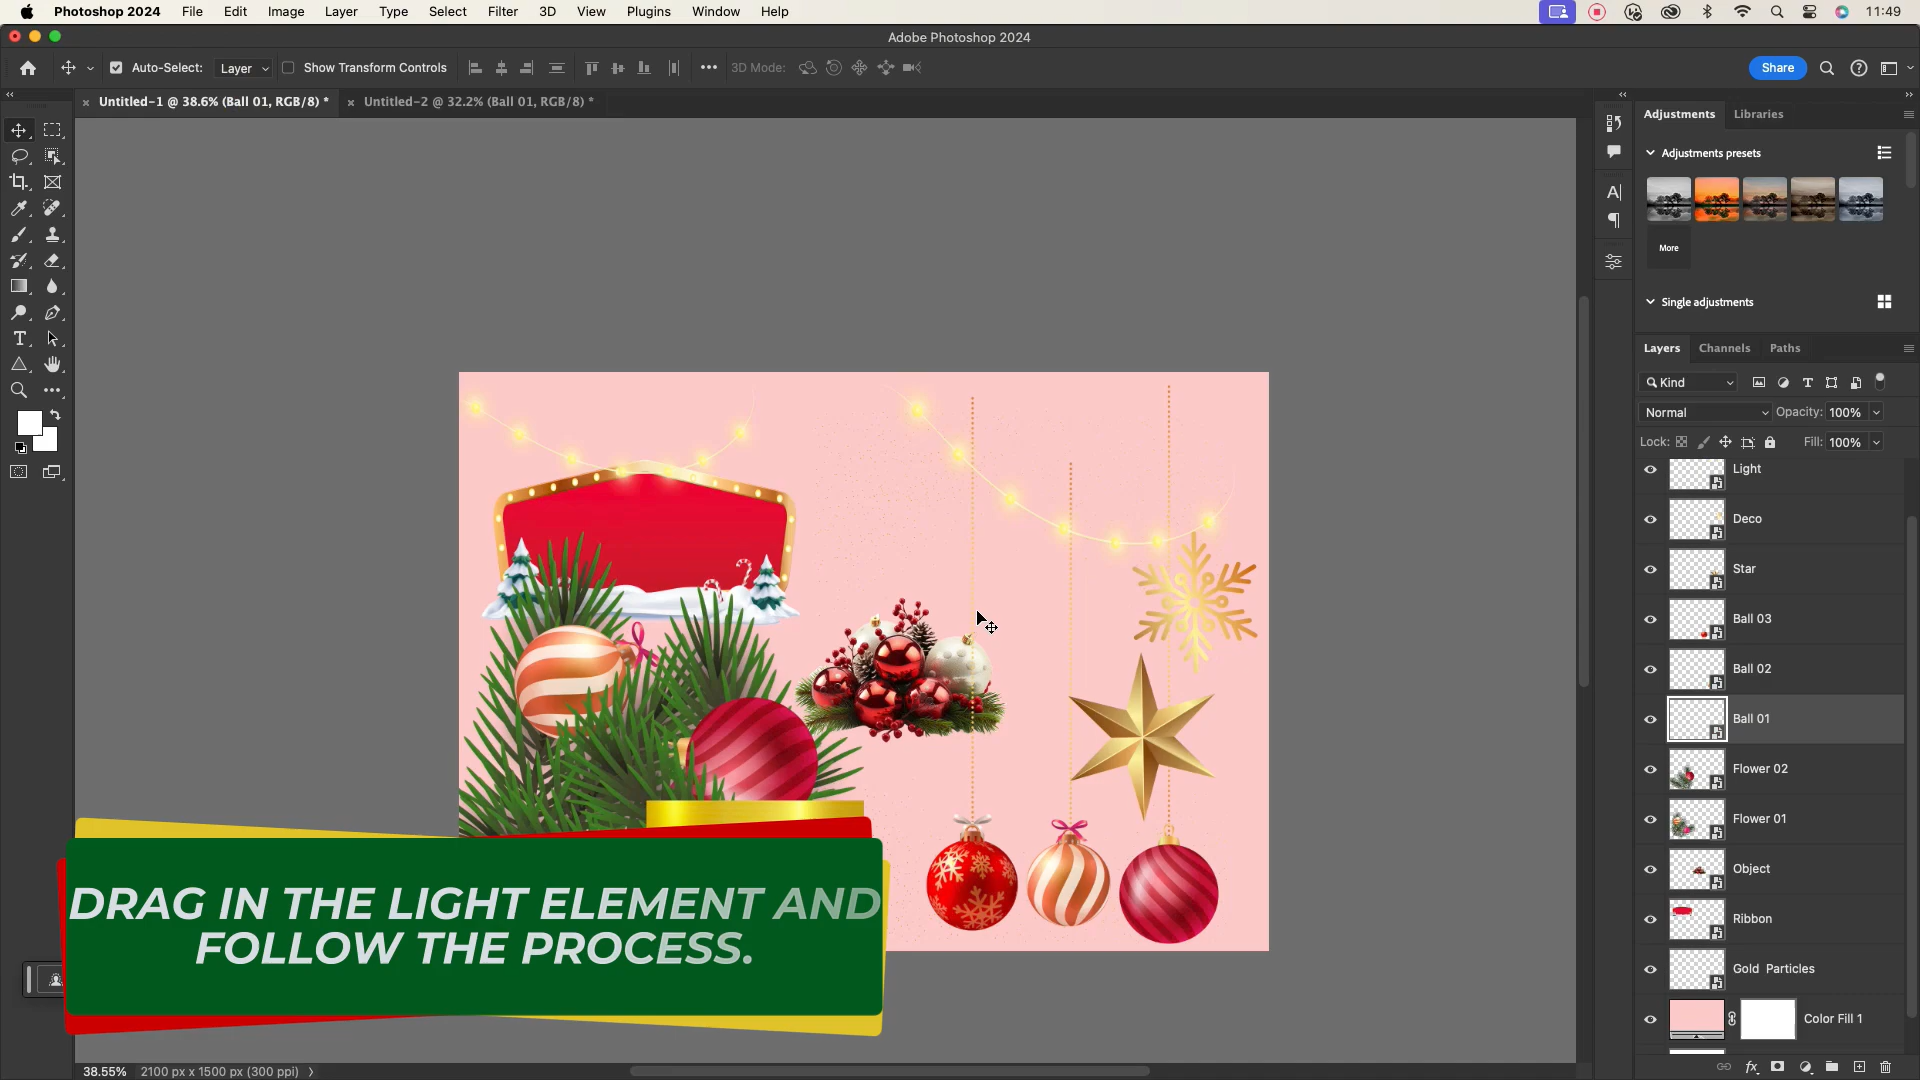 Photoshop 2024 File Edit Image Layer Type Select Filter 3D View Plugins Window Help 11:49
Adobe Photoshop 2024
Auto-Select: Layer Show Transform Controls 3D Mode: Share
Untitled-1 @ 38.6% (Ball 01, RGB/8) * Untitled-2 @ 32.2% (Ball 01, RGB/8) *
Adjustments Libraries
Adjustments presets
More
Single adjustments
Layers Channels Paths
Kind
Normal Opacity: 100%
Lock: Fill: 100%
Light
Deco
Star
Ball 03
Ball 02
Ball 01
Flower 02
Flower 01
Object
Ribbon
Gold Particles
Color Fill 1
DRAG IN THE LIGHT ELEMENT AND
FOLLOW THE PROCESS.
38.55% 2100 px x 1500 px (300 ppi)